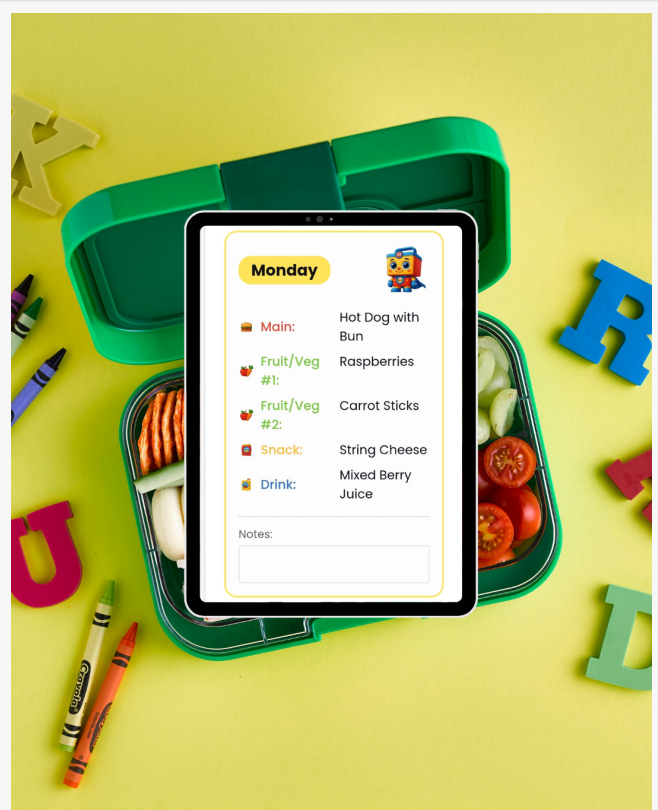 K
R
Monday
Main:
Hot Dog with
Bun
Fruit/Veg
#1:
Raspberries
Fruit/Veg
#2:
Carrot Sticks
Snack:
String Cheese
Drink:
Mixed Berry
Juice
Notes:
U
D
Crayola